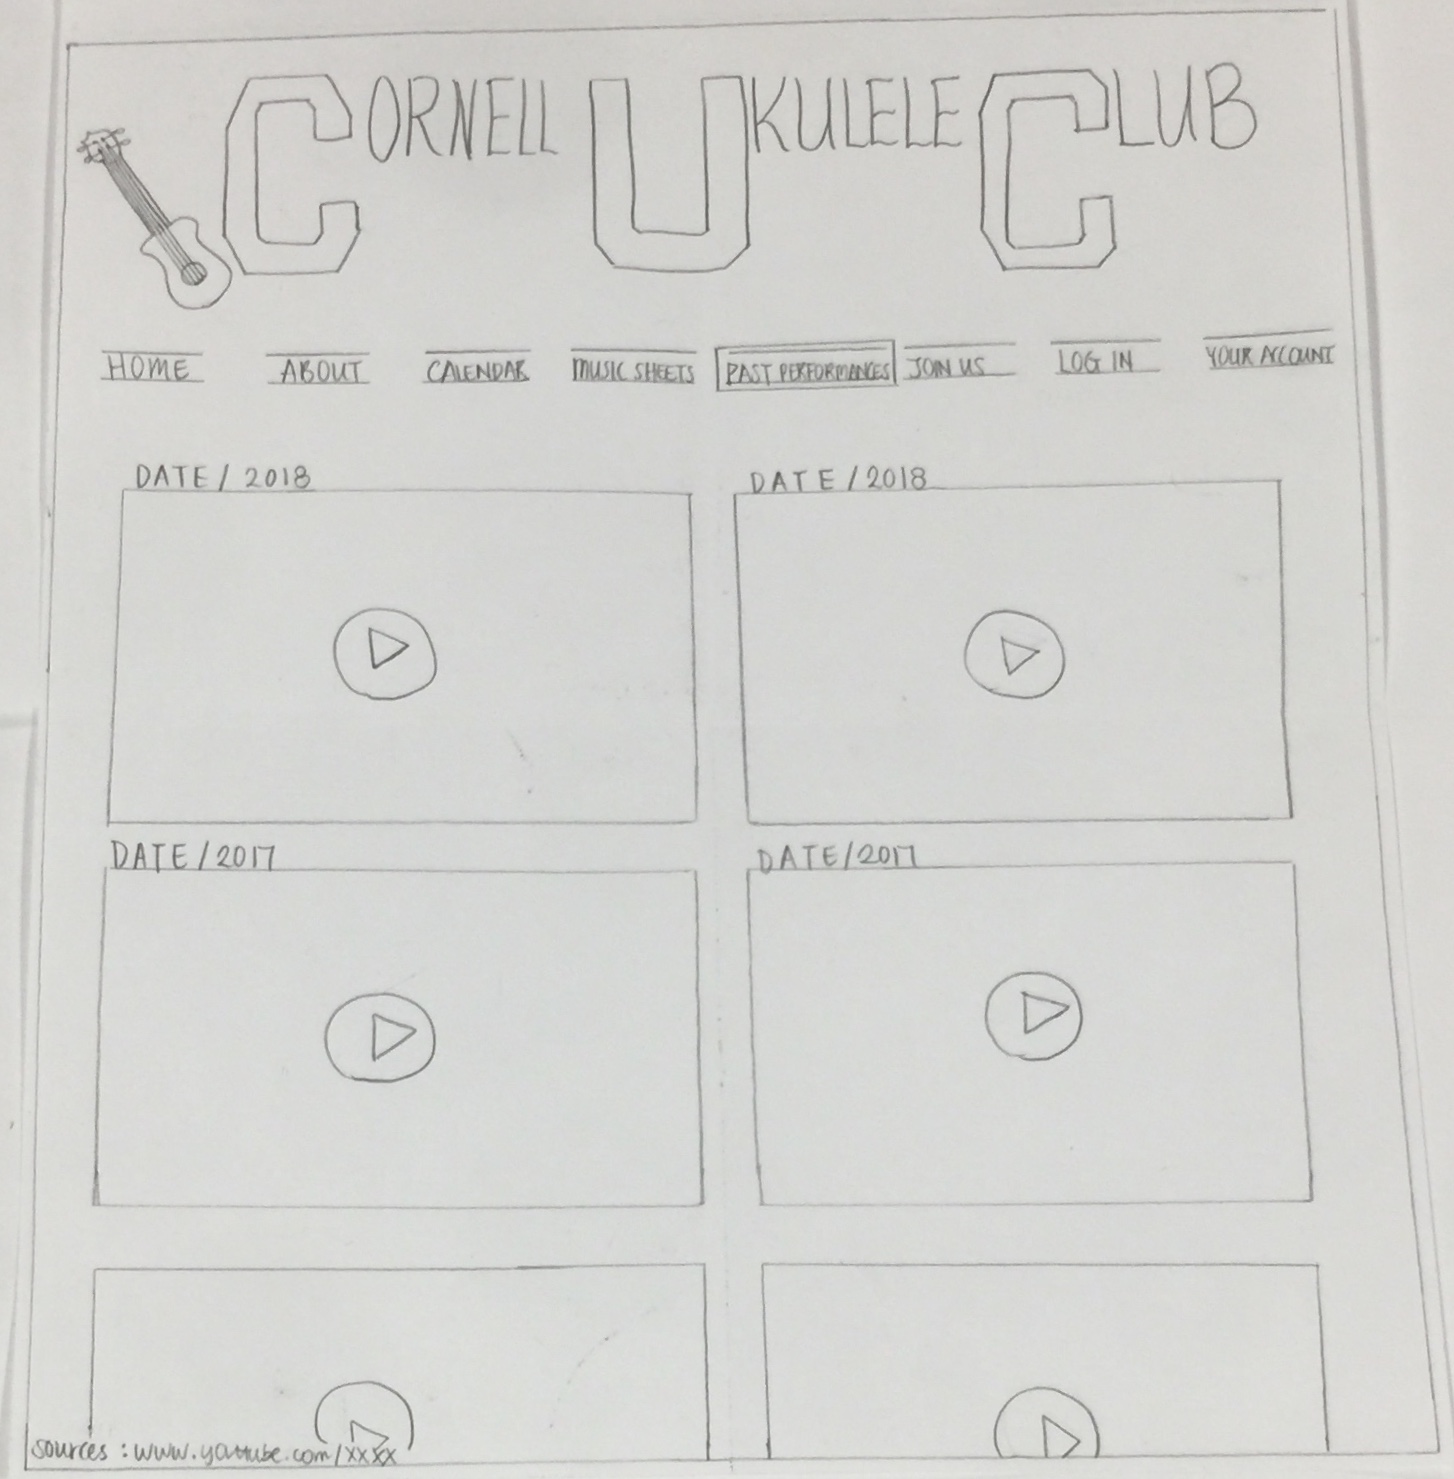 CORNELL UKULELE CLUB
HOME ABOUT CALENDAR MUSIC SHEETS PAST PERFORMANCES JOIN US LOG IN YOUR ACCOUNT
DATE / 2018 DATE / 2018
DATE / 2017 DATE / 2017
sources : www.youtube.com/xxxx